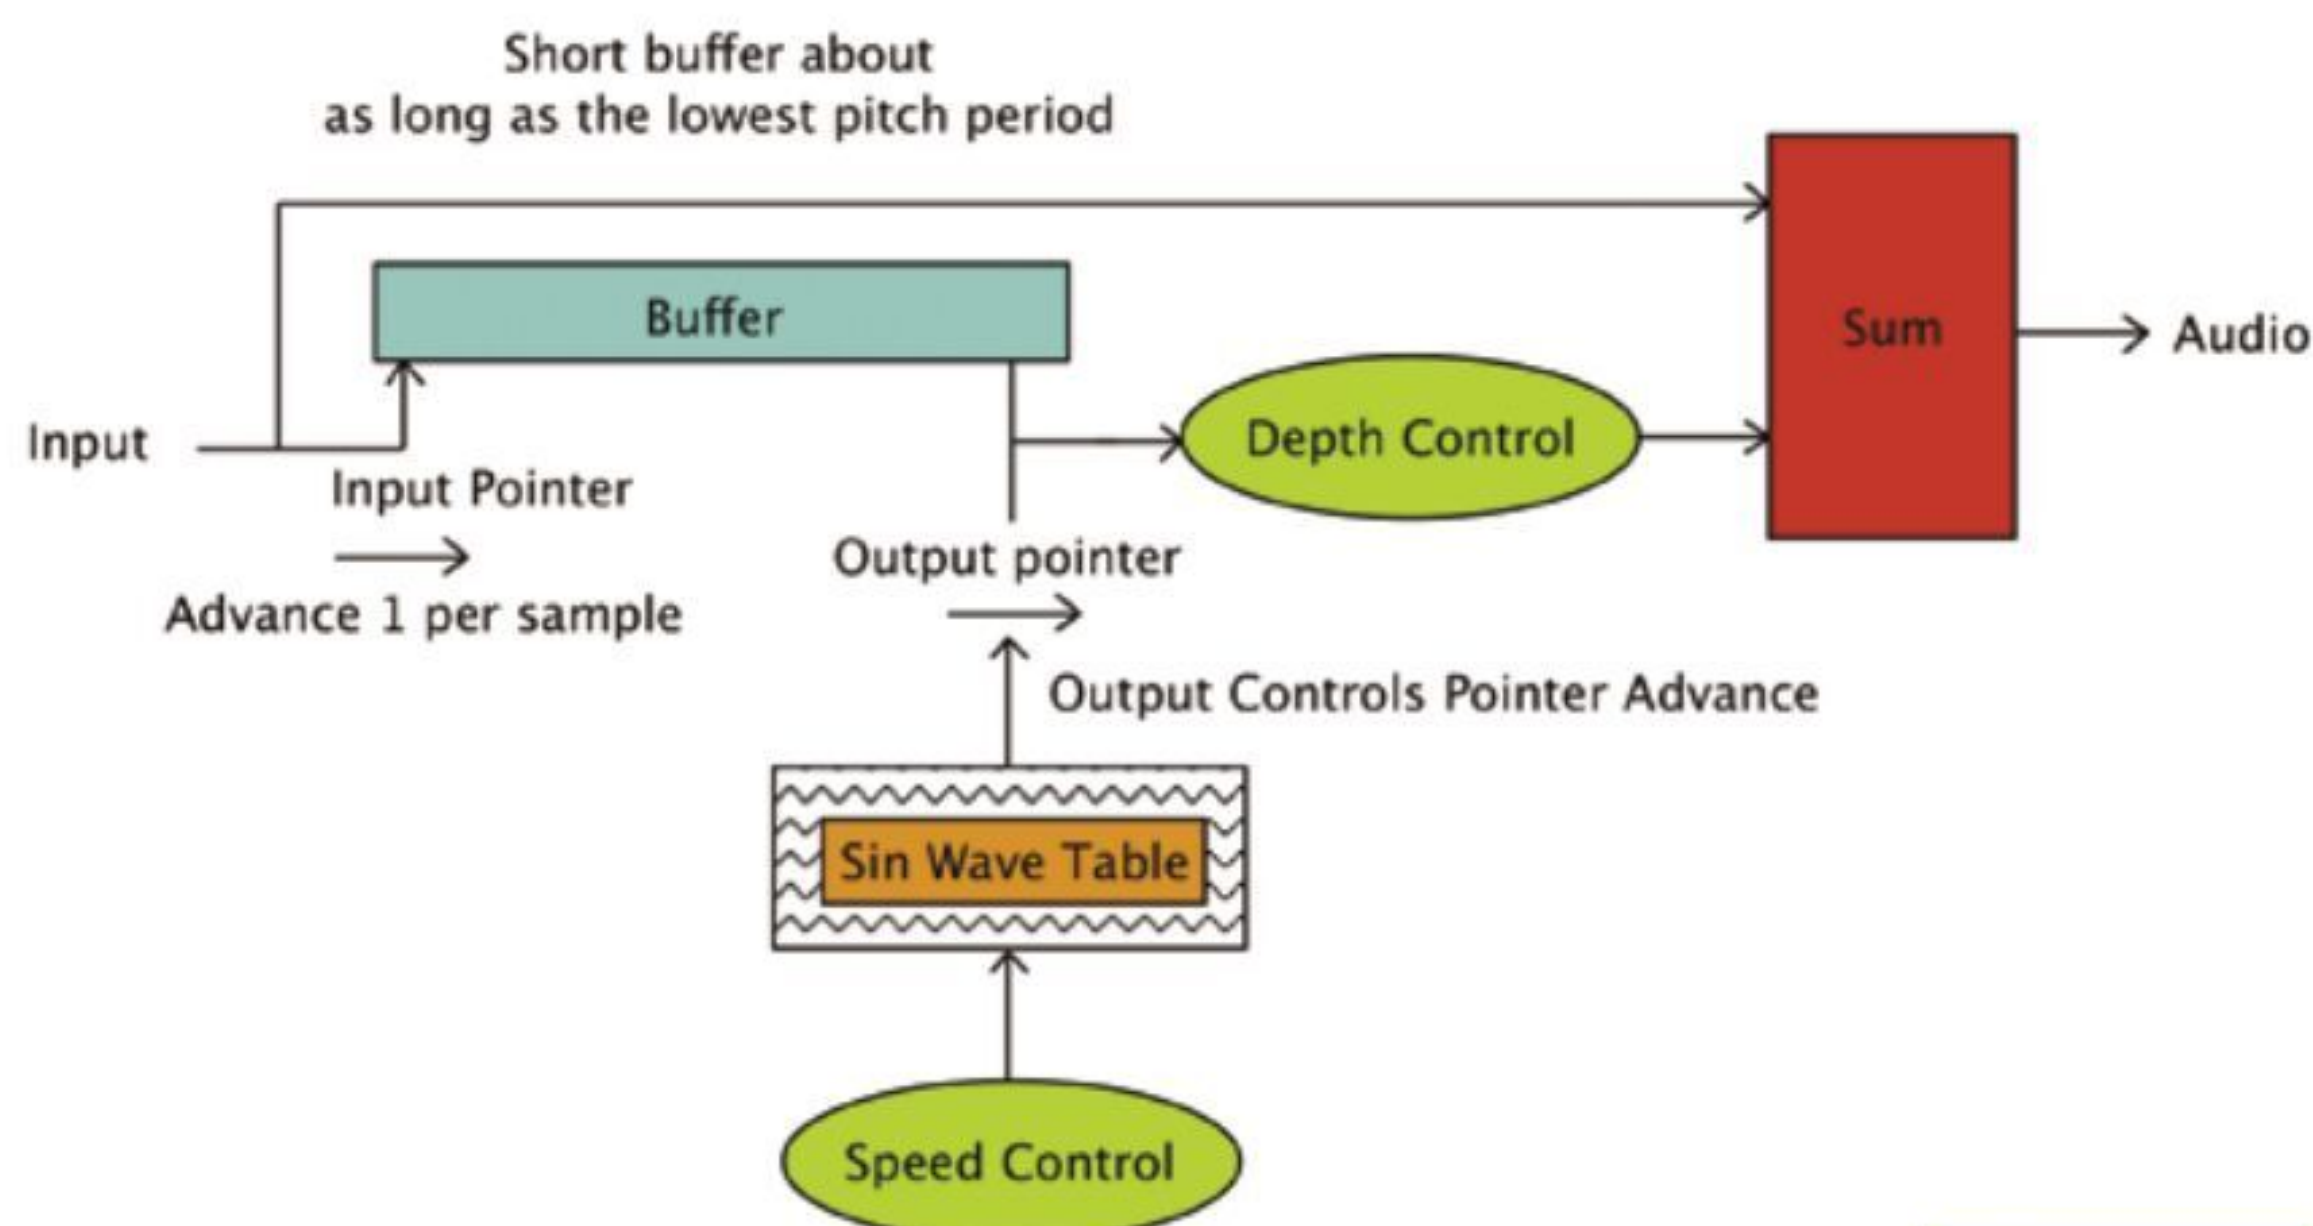 Short buffer about
as long as the lowest pitch period
Buffer
Sum
Audio
Input
Depth Control
Input Pointer
Output pointer
Advance 1 per sample
Output Controls Pointer Advance
Sin Wave Table
Speed Control